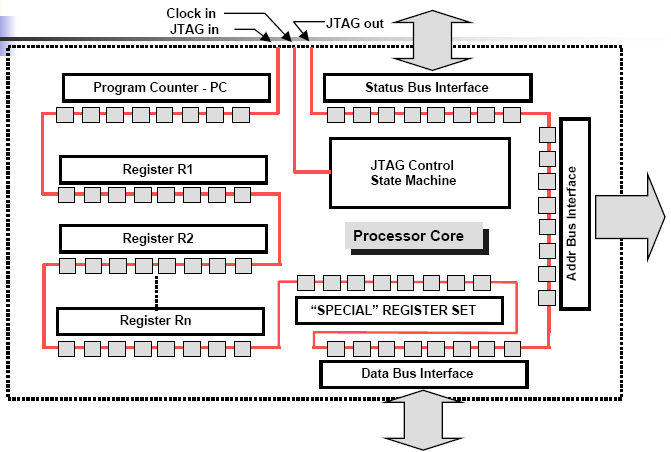 Clock in
JTAG in
JTAG out
Program Counter - PC
Status Bus Interface
Register R1
JTAG Control
State Machine
Addr Bus Interface
Register R2
Processor Core
Register Rn
“SPECIAL” REGISTER SET
Data Bus Interface